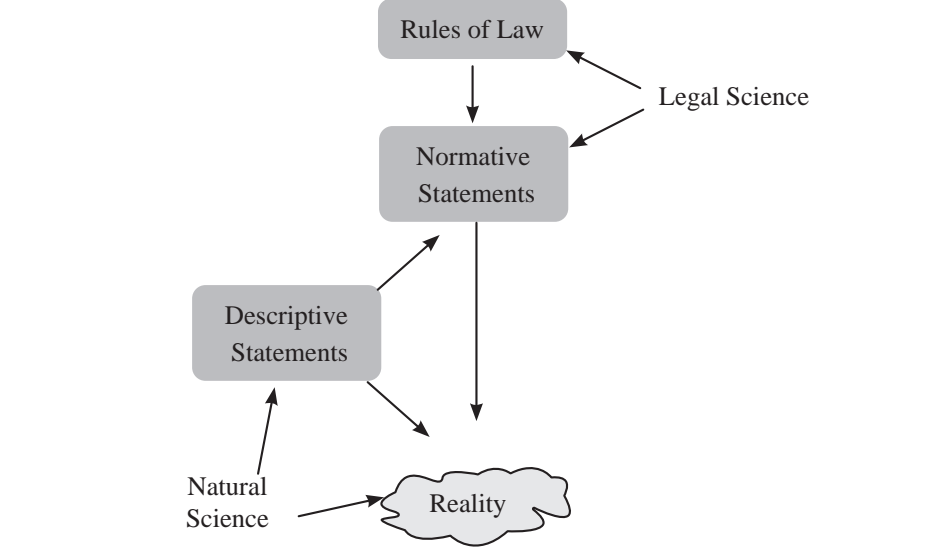 Rules of Law
Legal Science
Normative
Statements
Descriptive
Statements
Natural
Science
Reality